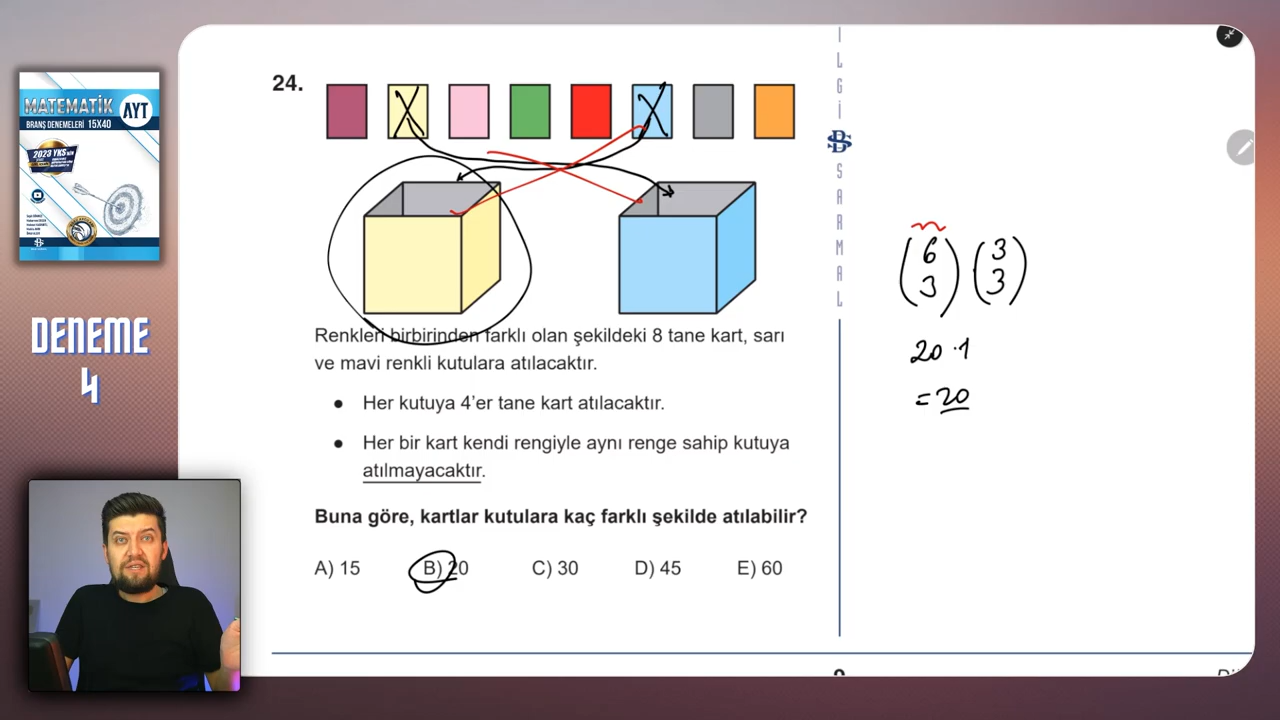 MATEMATİK
AYT
BRANŞ DENEMELERİ 15X40
2023 YKS'NİN
DENEME
4
24.
Renkleri birbirinden farklı olan şekildeki 8 tane kart, sarı
ve mavi renkli kutulara atılacaktır.
● Her kutuya 4'er tane kart atılacaktır.
● Her bir kart kendi rengiyle aynı renge sahip kutuya
atılmayacaktır.
Buna göre, kartlar kutulara kaç farklı şekilde atılabilir?
A) 15 B) 20 C) 30 D) 45 E) 60
LGİ
SARMAL
(6 3) (3 3)
20 · 1
= 20